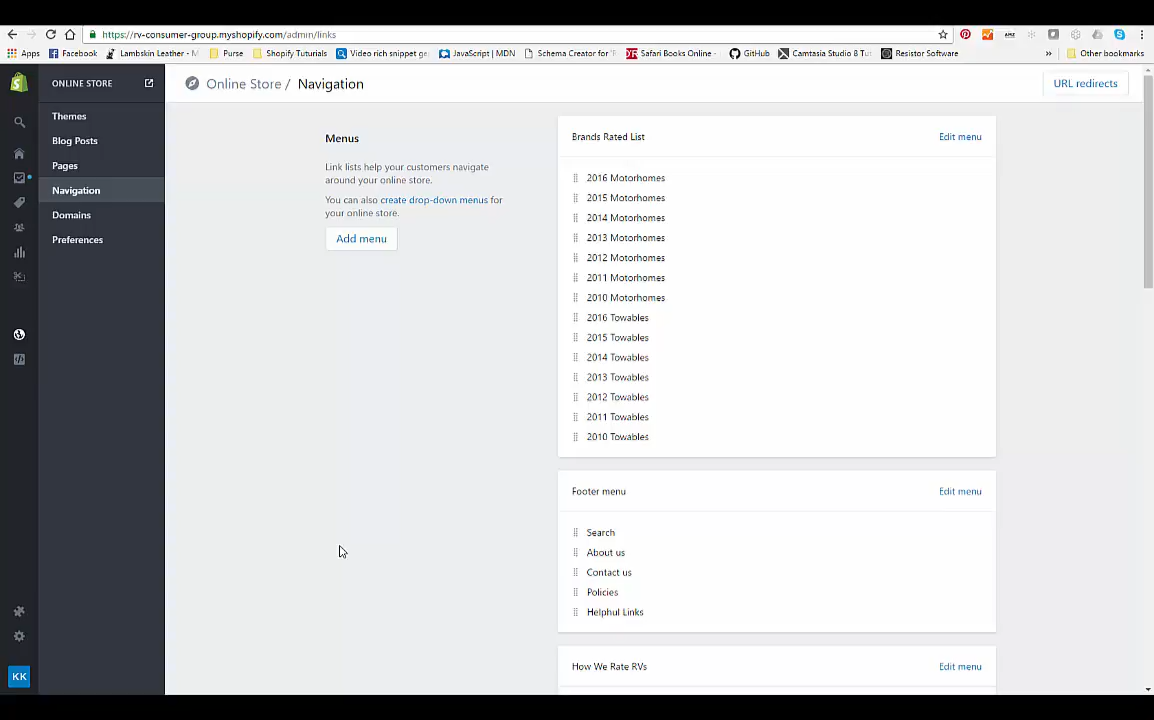 https://rv-consumer-group.myshopify.com/admin/links
Apps Facebook Lambskin Leather - M Purse Shopify Tutorials Video rich snippet ge JavaScript | MDN Schema Creator for Safari Books Online - GitHub Camtasia Studio 8 Tut Resistor Software » Other bookmarks
ONLINE STORE
Online Store / Navigation
URL redirects
Themes
Blog Posts
Pages
Navigation
Domains
Preferences
KK
Menus
Link lists help your customers navigate
around your online store.
You can also create drop-down menus for
your online store.
Add menu
Brands Rated List Edit menu
2016 Motorhomes
2015 Motorhomes
2014 Motorhomes
2013 Motorhomes
2012 Motorhomes
2011 Motorhomes
2010 Motorhomes
2016 Towables
2015 Towables
2014 Towables
2013 Towables
2012 Towables
2011 Towables
2010 Towables
Footer menu Edit menu
Search
About us
Contact us
Policies
Helphul Links
How We Rate RVs Edit menu